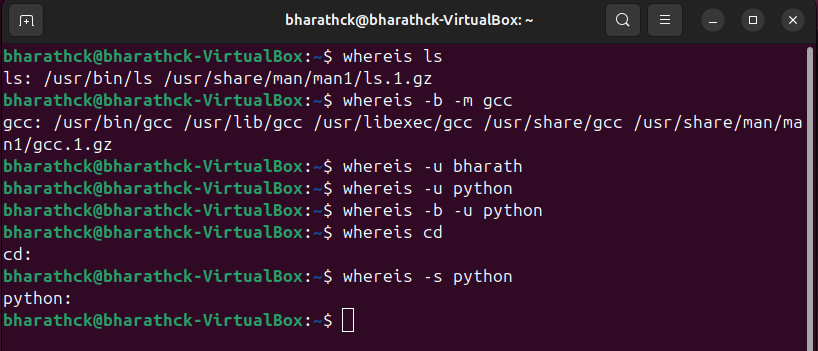 bharathck@bharathck-VirtualBox: ~
bharathck@bharathck-VirtualBox:~$ whereis ls
ls: /usr/bin/ls /usr/share/man/man1/ls.1.gz
bharathck@bharathck-VirtualBox:~$ whereis -b -m gcc
gcc: /usr/bin/gcc /usr/lib/gcc /usr/libexec/gcc /usr/share/gcc /usr/share/man/ma
n1/gcc.1.gz
bharathck@bharathck-VirtualBox:~$ whereis -u bharath
bharathck@bharathck-VirtualBox:~$ whereis -u python
bharathck@bharathck-VirtualBox:~$ whereis -b -u python
bharathck@bharathck-VirtualBox:~$ whereis cd
cd:
bharathck@bharathck-VirtualBox:~$ whereis -s python
python:
bharathck@bharathck-VirtualBox:~$